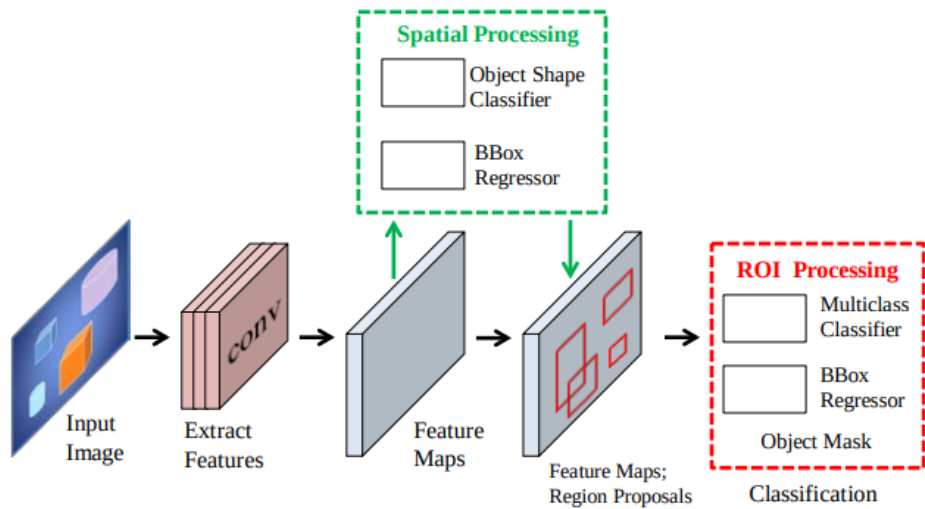 Spatial Processing
Object Shape
Classifier
BBox
Regressor
Input
Image
conv
Extract
Features
Feature
Maps
Feature Maps;
Region Proposals
ROI Processing
Multiclass
Classifier
BBox
Regressor
Object Mask
Classification